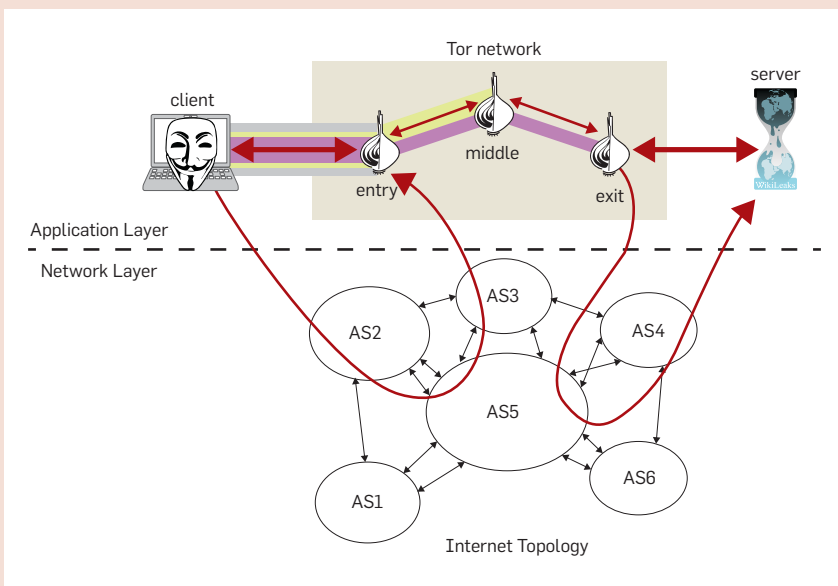 Tor network
server
client
middle
entry
exit
WikiLeaks
Application Layer
Network Layer
AS3
AS2
AS4
AS5
AS6
AS1
Internet Topology